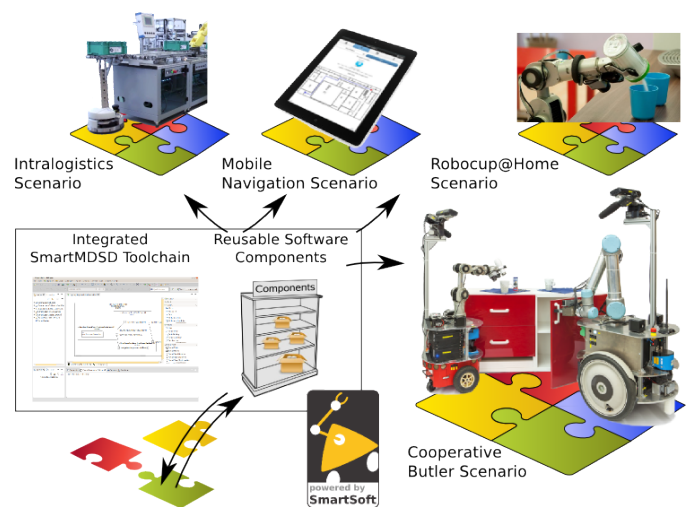 Intralogistics
Scenario
Mobile
Navigation Scenario
Robocup@Home
Scenario
Integrated
SmartMDSD Toolchain
Reusable Software
Components
Components
Cooperative
Butler Scenario
powered by
SmartSoft